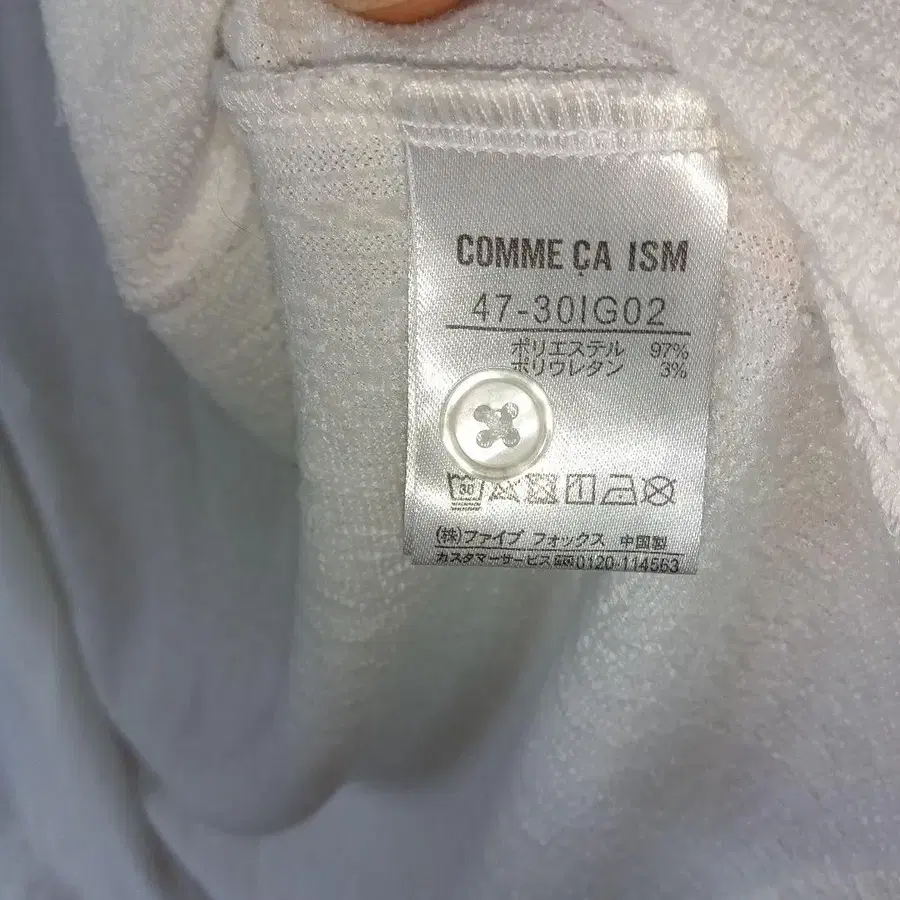 COMME ÇA ISM
47-30IG02
ポリエステル 97%
ポリウレタン 3%
30
(株)ファイブ フォックス 中国製
カスタマーサービス 0120-114563